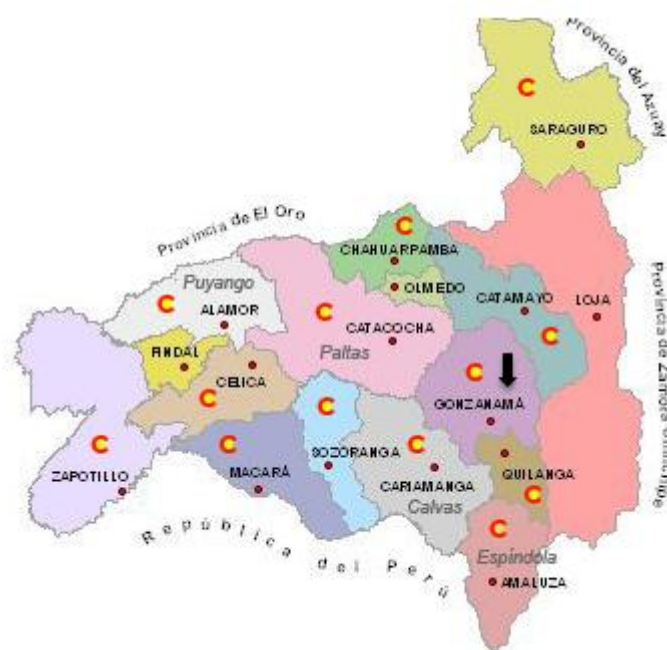 Provincia del Azuay
C
SARAGURO
Provincia de El Oro
C
CHAHUARPAMBA
Puyango
OLMEDO
CATAMAYO
LOJA
C
ALAMOR
C
CATACOCHA
C
Paltas
PINDAL
CELICA
C
C
GONZANAMÁ
C
C
C
C
SOZORANGA
C
ZAPOTILLO
MACARÁ
CARIAMANGA
QUILANGA
C
Calvas
C
Espíndola
AMALUZA
República del Perú
Provincia de Zamora